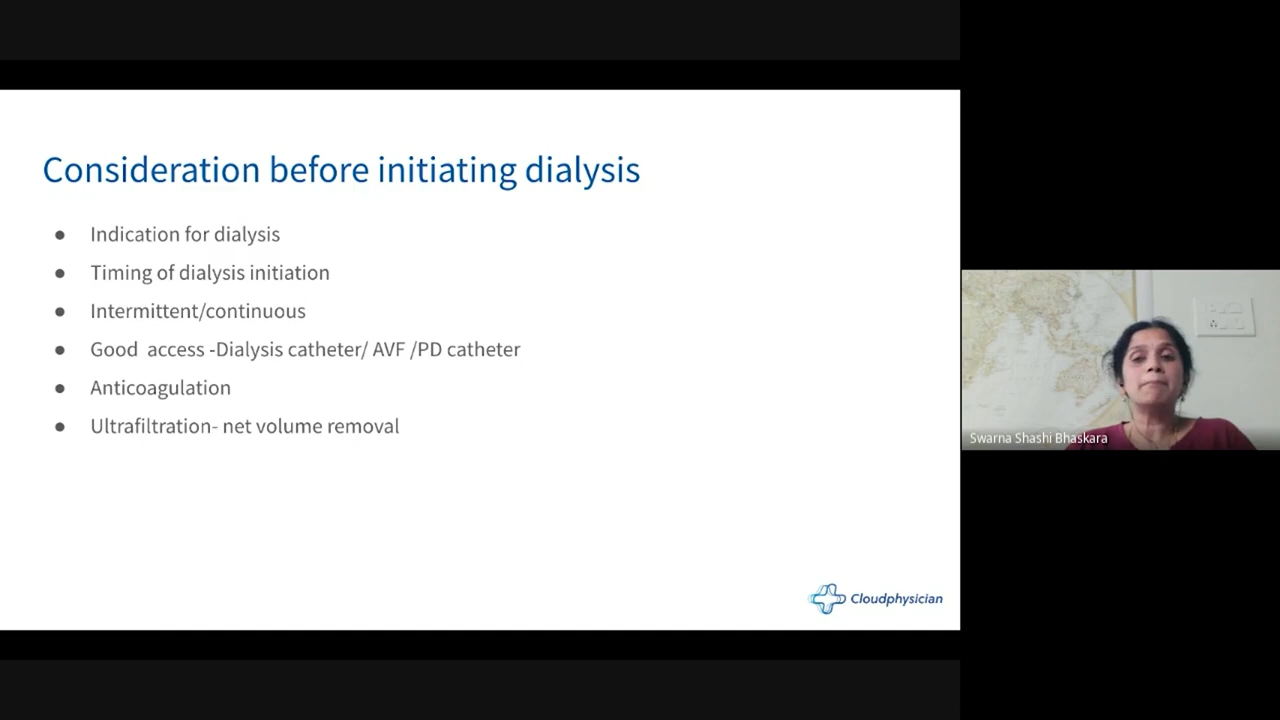 Consideration before initiating dialysis
● Indication for dialysis
● Timing of dialysis initiation
● Intermittent/continuous
● Good access -Dialysis catheter/ AVF /PD catheter
● Anticoagulation
● Ultrafiltration- net volume removal
Cloudphysician
Swarna Shashi Bhaskara